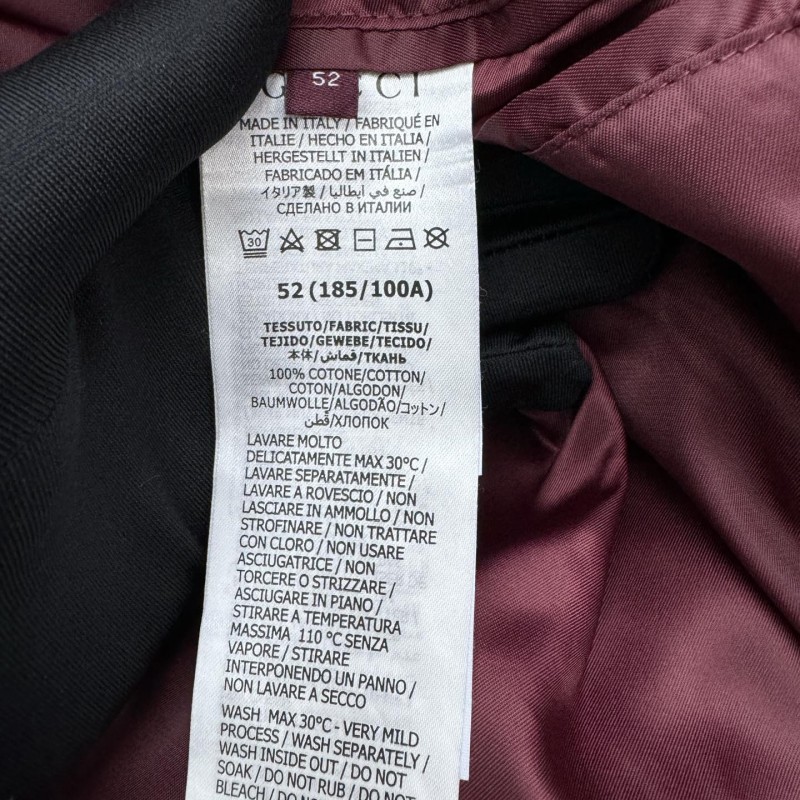 52
MADE IN ITALY / FABRIQUÉ EN
ITALIE / HECHO EN ITALIA /
HERGESTELLT IN ITALIEN /
FABRICADO EM ITÁLIA /
イタリア製 / صنع في ايطاليا /
СДЕЛАНО В ИТАЛИИ
30
52 (185/100A)
TESSUTO/FABRIC/TISSU/
TEJIDO/GEWEBE/TECIDO/
本体/قماش/ТКАНЬ
100% COTONE/COTTON/
COTON/ALGODON/
BAUMWOLLE/ALGODÃO/コットン/
قطن/ХЛОПОК
LAVARE MOLTO
DELICATAMENTE MAX 30°C /
LAVARE SEPARATAMENTE /
LAVARE A ROVESCIO / NON
LASCIARE IN AMMOLLO / NON
STROFINARE / NON TRATTARE
CON CLORO / NON USARE
ASCIUGATRICE / NON
TORCERE O STRIZZARE /
ASCIUGARE IN PIANO /
STIRARE A TEMPERATURA
MASSIMA 110 °C SENZA
VAPORE / STIRARE
INTERPONENDO UN PANNO /
NON LAVARE A SECCO
WASH MAX 30°C - VERY MILD
PROCESS / WASH SEPARATELY /
WASH INSIDE OUT / DO NOT
SOAK / DO NOT RUB / DO NOT
BLEACH / DO NOT